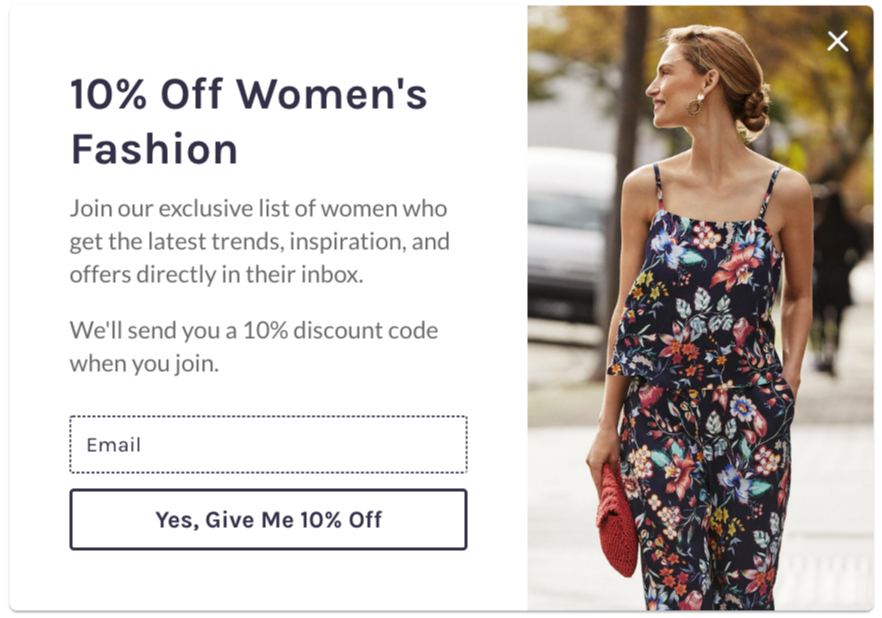 10% Off Women's
Fashion
Join our exclusive list of women who
get the latest trends, inspiration, and
offers directly in their inbox.
We'll send you a 10% discount code
when you join.
Email
Yes, Give Me 10% Off